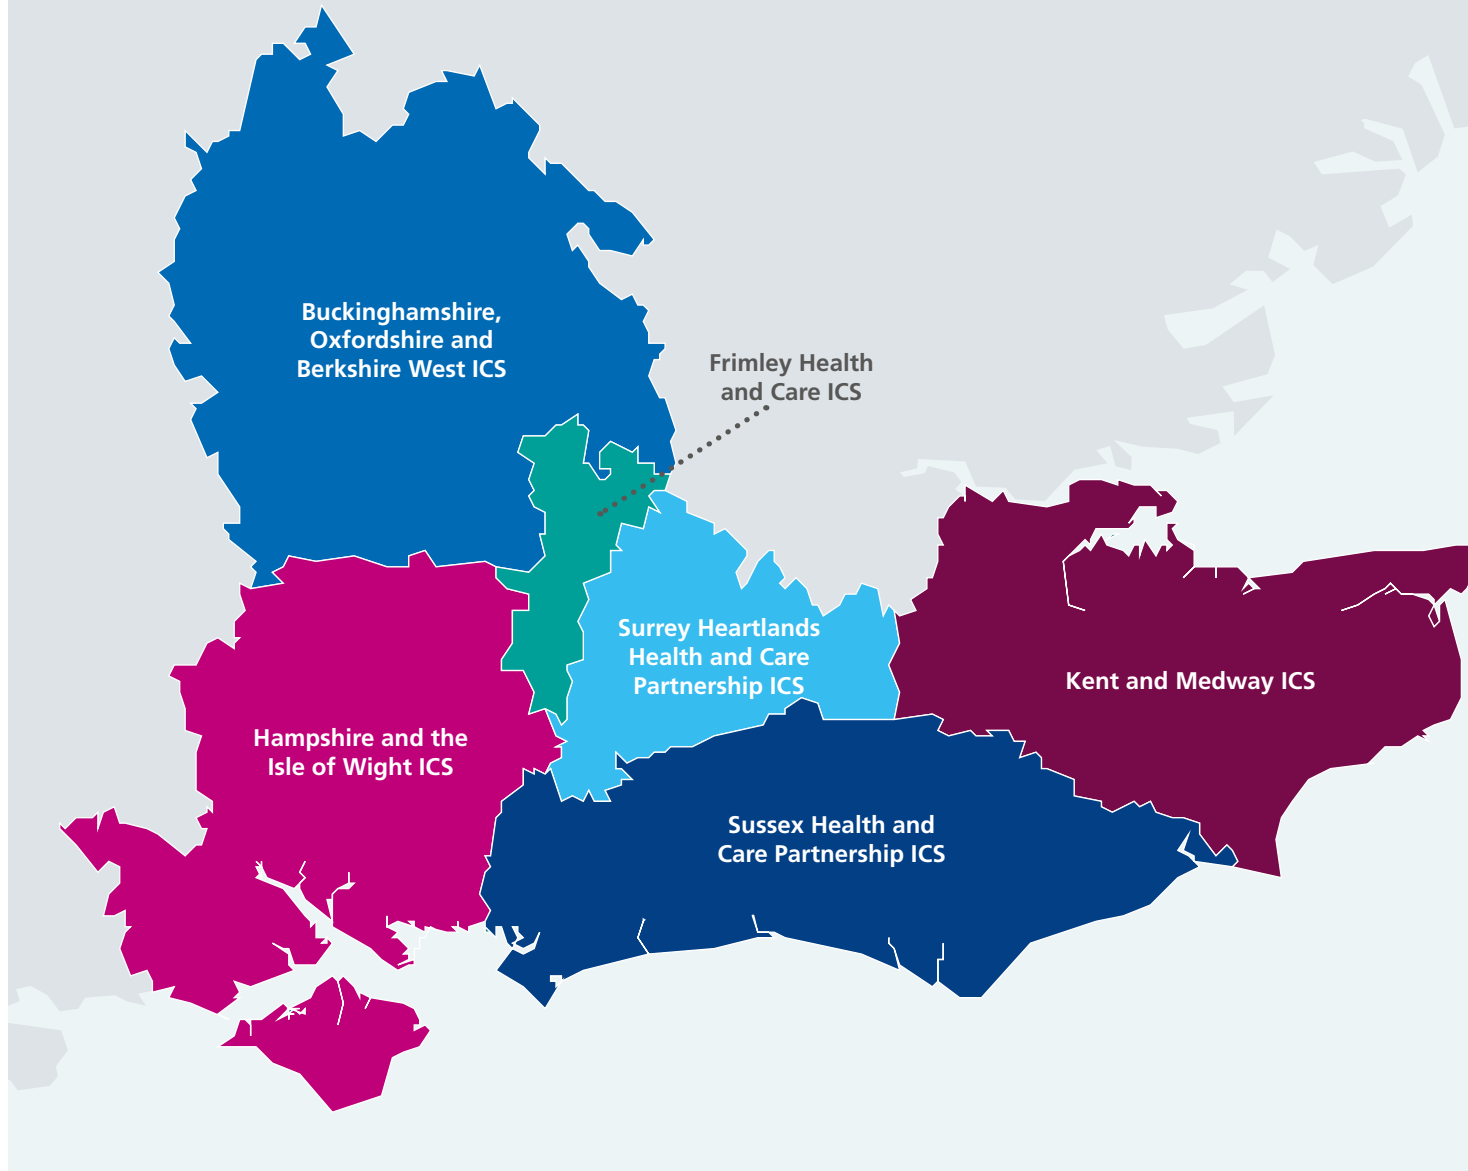 Buckinghamshire,
Oxfordshire and
Berkshire West ICS
Frimley Health
and Care ICS
Surrey Heartlands
Health and Care
Partnership ICS
Kent and Medway ICS
Hampshire and the
Isle of Wight ICS
Sussex Health and
Care Partnership ICS